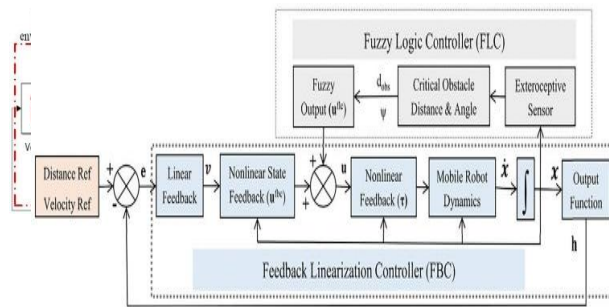 Fuzzy Logic Controller (FLC)
Fuzzy
Output (u^flc)
d_obs
Ψ
Critical Obstacle
Distance & Angle
Exteroceptive
Sensor
Distance Ref
Velocity Ref
+
-
e
Linear
Feedback
v
Nonlinear State
Feedback (u^fbc)
+
+
u
Nonlinear
Feedback (τ)
Mobile Robot
Dynamics
ẋ
∫
x
Output
Function
h
Feedback Linearization Controller (FBC)